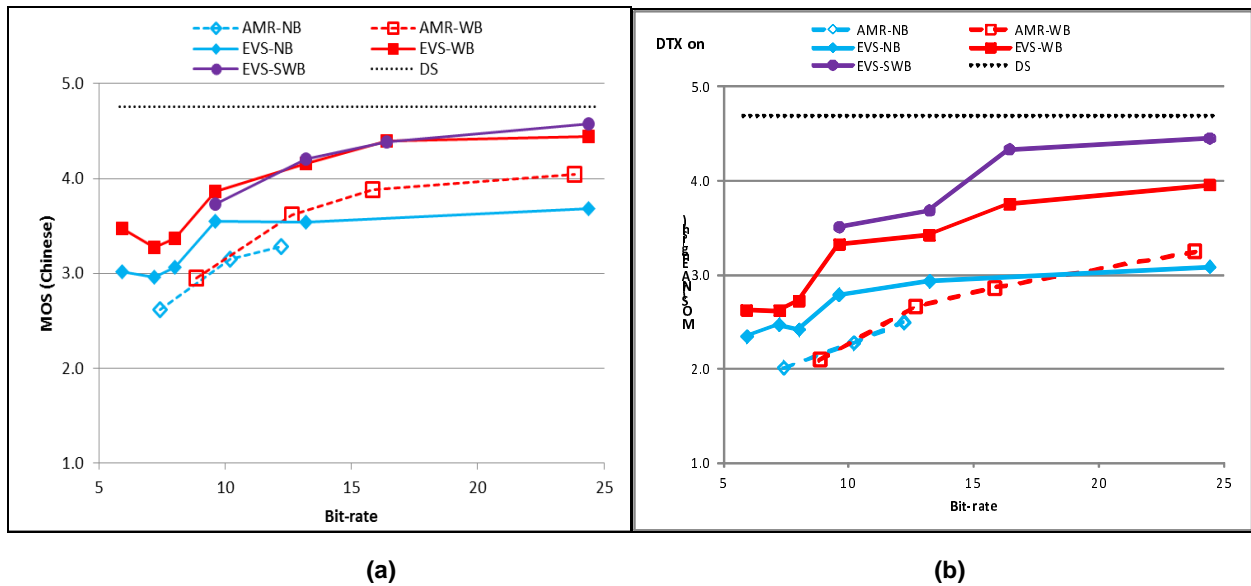 AMR-NB AMR-WB
EVS-NB EVS-WB
EVS-SWB DS
5.0
4.0
3.0
2.0
1.0
MOS (Chinese)
5 10 15 20 25
Bit-rate
(a)
DTX on
AMR-NB AMR-WB
EVS-NB EVS-WB
EVS-SWB DS
5.0
4.0
3.0
2.0
1.0
MOS
5 10 15 20 25
Bit-rate
(b)